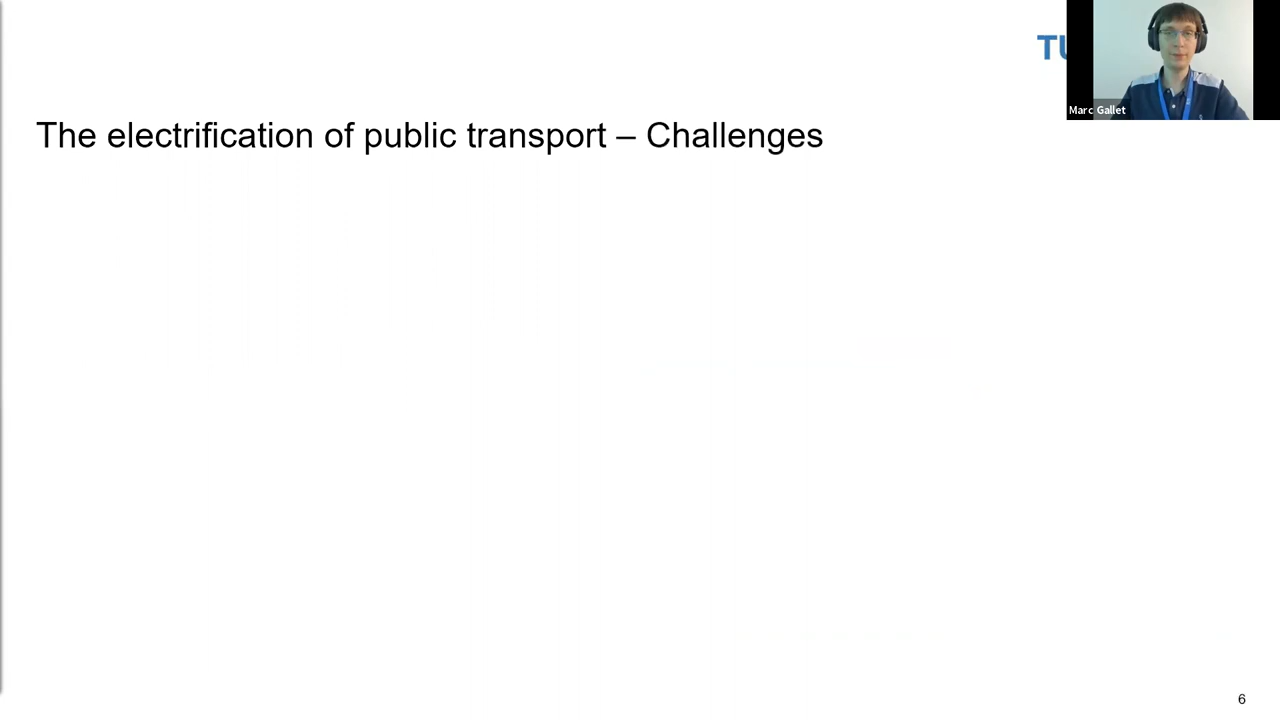 TU
Marc Gallet
The electrification of public transport – Challenges
6